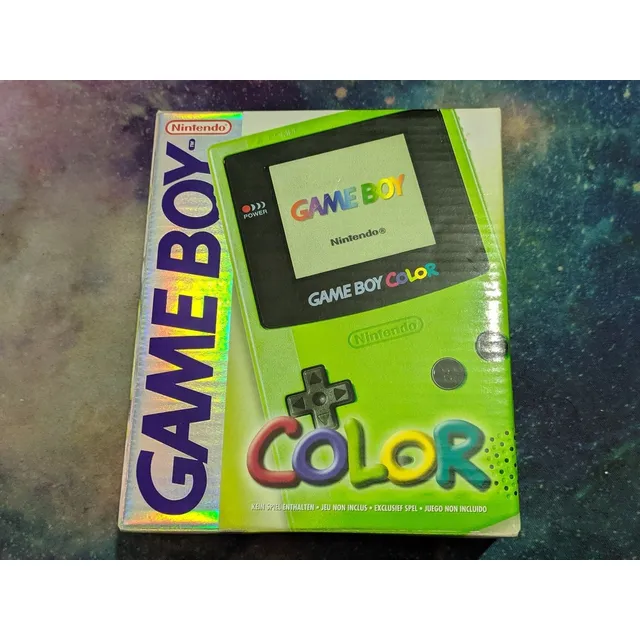 Nintendo
GAME BOY
TM
POWER
GAME BOY
Nintendo®
GAME BOY COLOR
Nintendo
COLOR
KEIN SPIEL ENTHALTEN • JEU NON INCLUS • EXCLUSIEF SPEL • JUEGO NON INCLUIDO